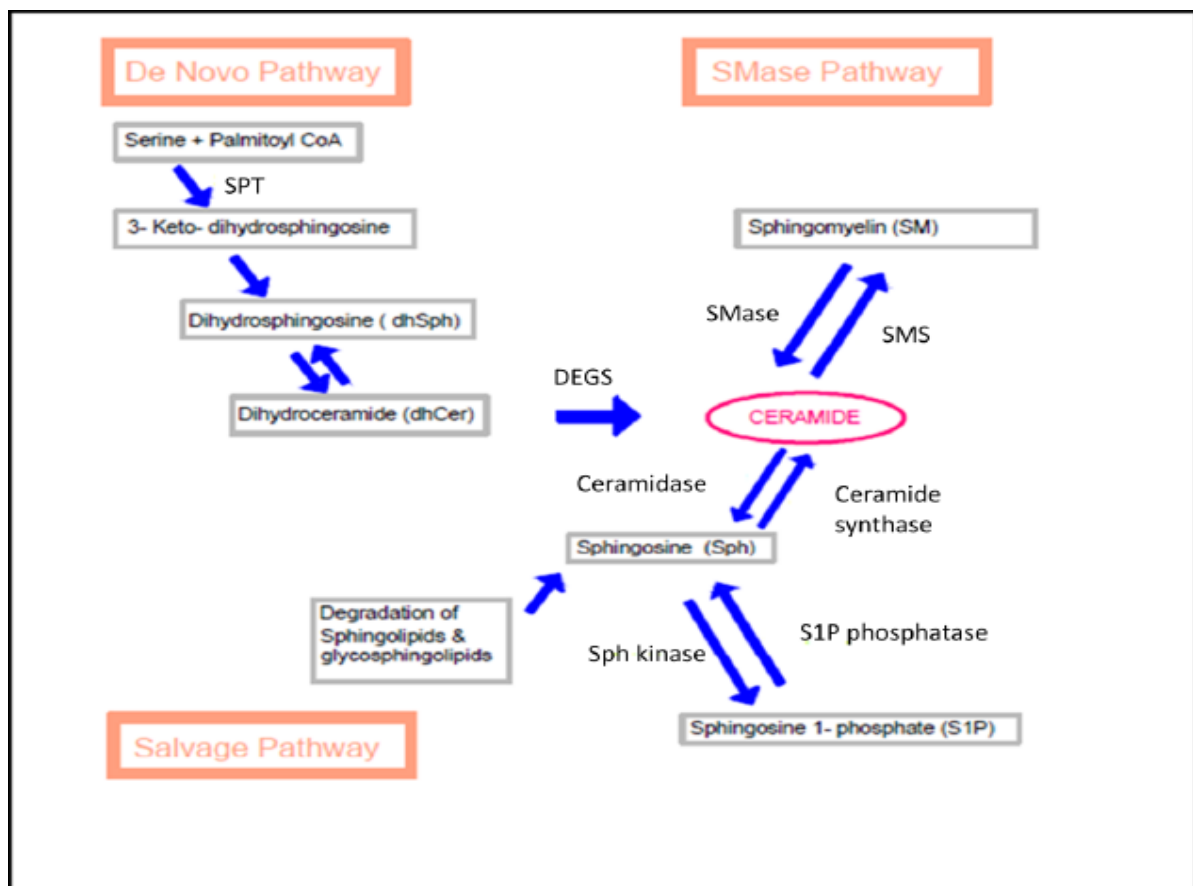 De Novo Pathway
SMase Pathway
Serine + Palmitoyl CoA
SPT
3- Keto- dihydrosphingosine
Sphingomyelin (SM)
Dihydrosphingosine ( dhSph)
SMase
SMS
DEGS
Dihydroceramide (dhCer)
CERAMIDE
Ceramidase
Ceramide
synthase
Sphingosine (Sph)
Degradation of
Sphingolipids &
glycosphingolipids
Sph kinase
S1P phosphatase
Sphingosine 1- phosphate (S1P)
Salvage Pathway